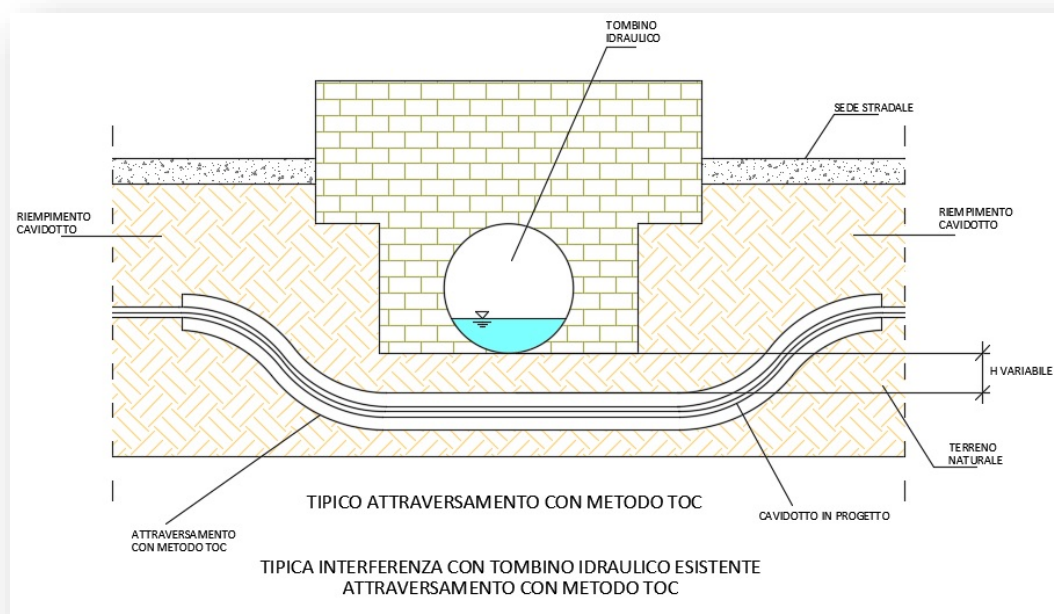 TOMBINO
IDRAULICO
SEDE STRADALE
RIEMPIMENTO
CAVIDOTTO
RIEMPIMENTO
CAVIDOTTO
H VARIABILE
TERRENO
NATURALE
TIPICO ATTRAVERSAMENTO CON METODO TOC
CAVIDOTTO IN PROGETTO
ATTRAVERSAMENTO
CON METODO TOC
TIPICA INTERFERENZA CON TOMBINO IDRAULICO ESISTENTE
ATTRAVERSAMENTO CON METODO TOC